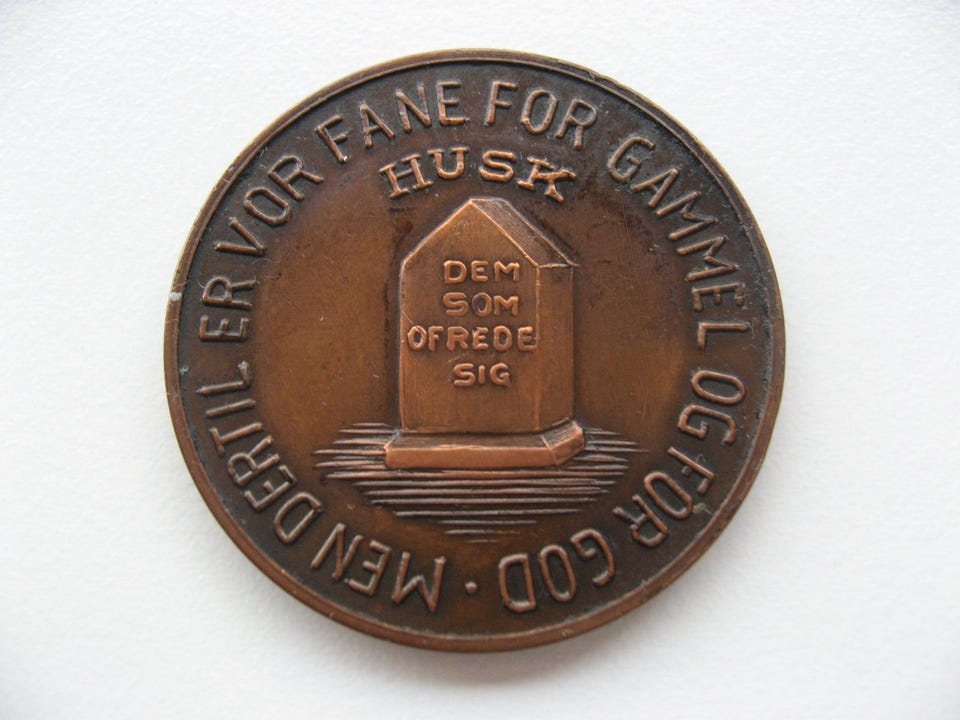 MEN DERTIL ER VOR FANE FOR GAMMEL OG FOR GOD ·
HUSK
DEM
SOM
OFREDE
SIG